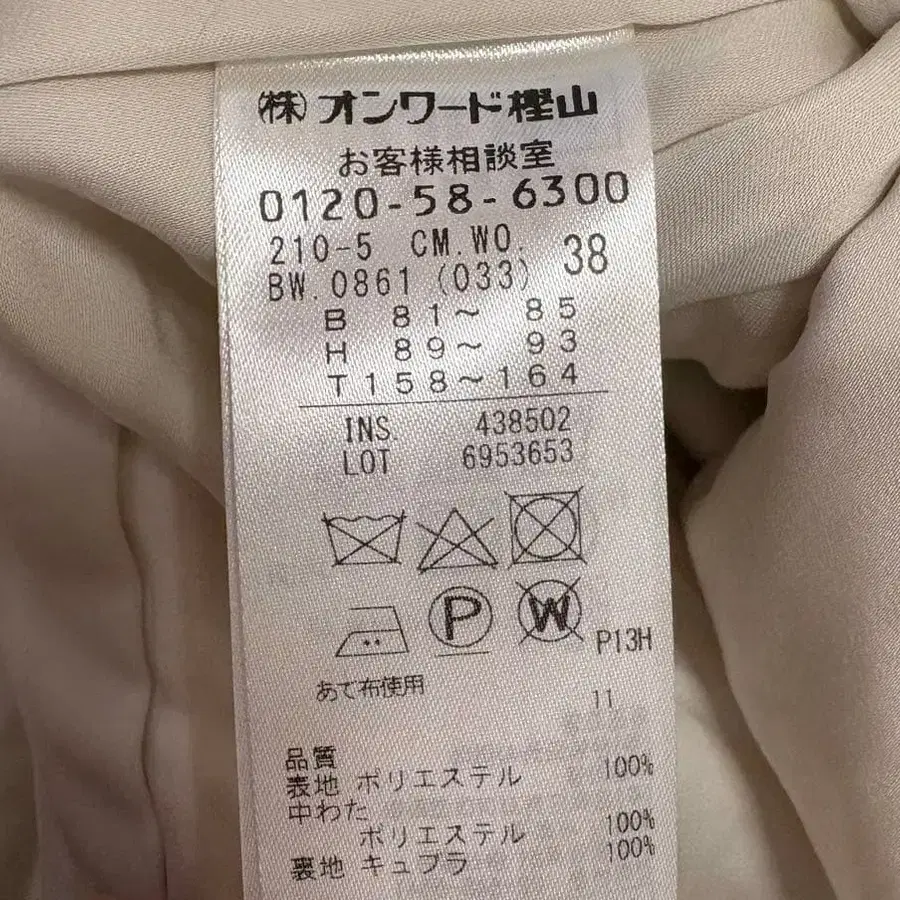 ㈱オンワード樫山
お客様相談室
0120-58-6300
210-5 CM.WO. 38
BW.0861 (033)
B 81～ 85
H 89～ 93
T158～164
INS. 438502
LOT 6953653
P W P13H
あて布使用
11
品質
表地 ポリエステル 100%
中わた
ポリエステル 100%
裏地 キュプラ 100%